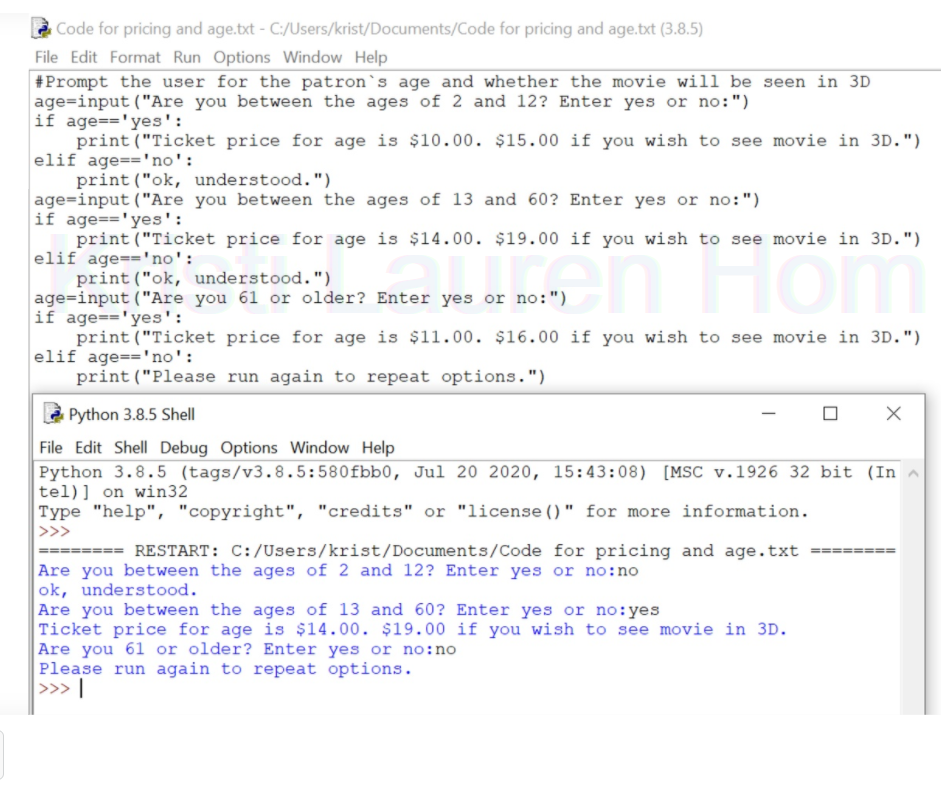 Code for pricing and age.txt - C:/Users/krist/Documents/Code for pricing and age.txt (3.8.5)
File Edit Format Run Options Window Help
#Prompt the user for the patron`s age and whether the movie will be seen in 3D
age=input("Are you between the ages of 2 and 12? Enter yes or no:")
if age=='yes':
    print("Ticket price for age is $10.00. $15.00 if you wish to see movie in 3D.")
elif age=='no':
    print("ok, understood.")
age=input("Are you between the ages of 13 and 60? Enter yes or no:")
if age=='yes':
    print("Ticket price for age is $14.00. $19.00 if you wish to see movie in 3D.")
elif age=='no':
    print("ok, understood.")
age=input("Are you 61 or older? Enter yes or no:")
if age=='yes':
    print("Ticket price for age is $11.00. $16.00 if you wish to see movie in 3D.")
elif age=='no':
    print("Please run again to repeat options.")
Kristi Lauren Hom
Python 3.8.5 Shell
File Edit Shell Debug Options Window Help
Python 3.8.5 (tags/v3.8.5:580fbb0, Jul 20 2020, 15:43:08) [MSC v.1926 32 bit (In
tel)] on win32
Type "help", "copyright", "credits" or "license()" for more information.
>>>
======== RESTART: C:/Users/krist/Documents/Code for pricing and age.txt ========
Are you between the ages of 2 and 12? Enter yes or no:no
ok, understood.
Are you between the ages of 13 and 60? Enter yes or no:yes
Ticket price for age is $14.00. $19.00 if you wish to see movie in 3D.
Are you 61 or older? Enter yes or no:no
Please run again to repeat options.
>>>